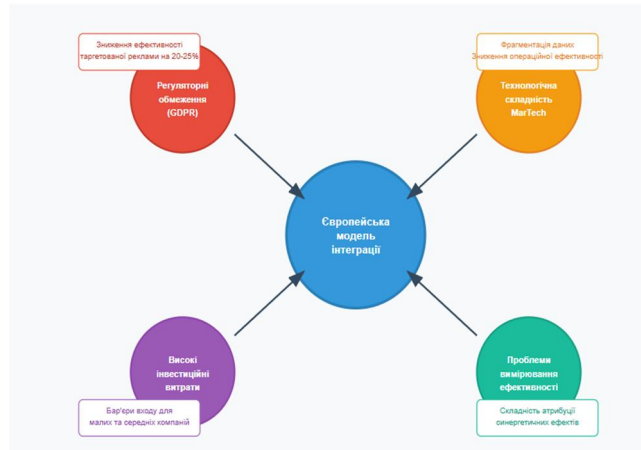 Зниження ефективності
таргетованої реклами на 20-25%
Регуляторні
обмеження
(GDPR)
Фрагментація даних
Зниження операційної ефективності
Технологічна
складність
MarTech
Європейська
модель
інтеграції
Високі
інвестиційні
витрати
Бар'єри входу для
малих та середніх компаній
Проблеми
вимірювання
ефективності
Складність атрибуції
синергетичних ефектів